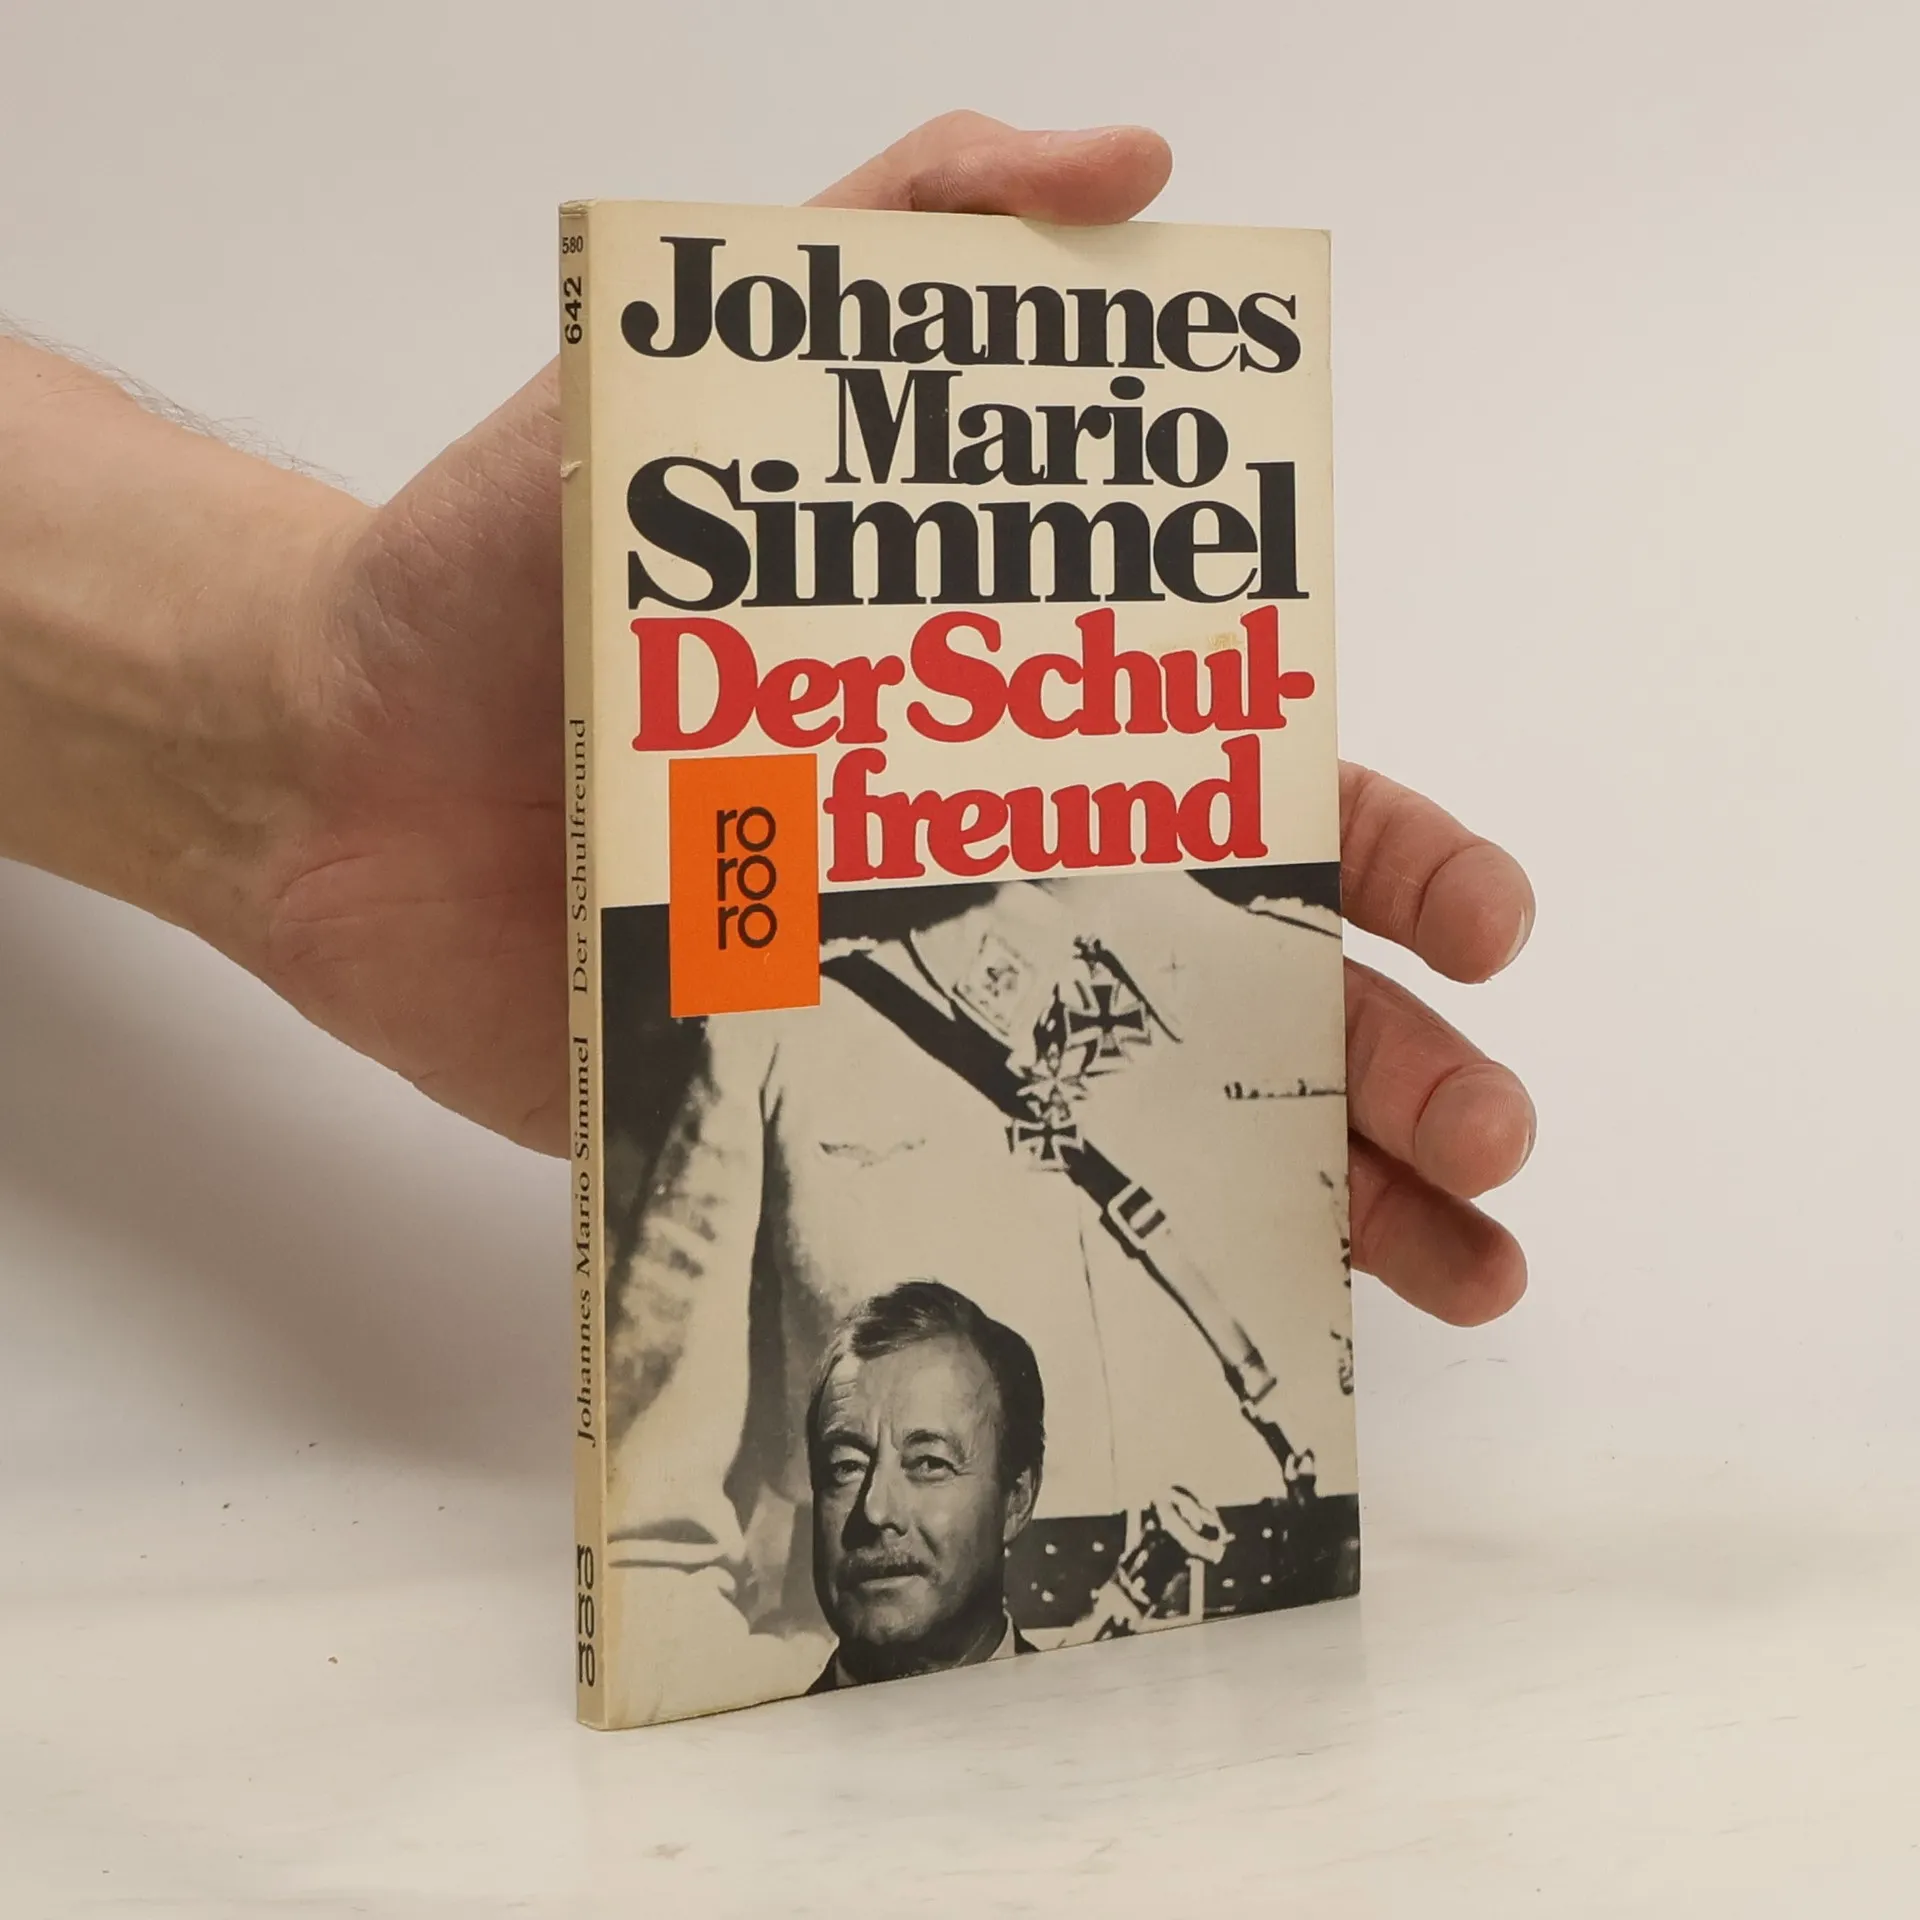 Johannes
Mario
Simmel
Der Schul-
freund
ro
ro
ro
580
642
Johannes Mario Simmel Der Schulfreund
ro
ro
ro